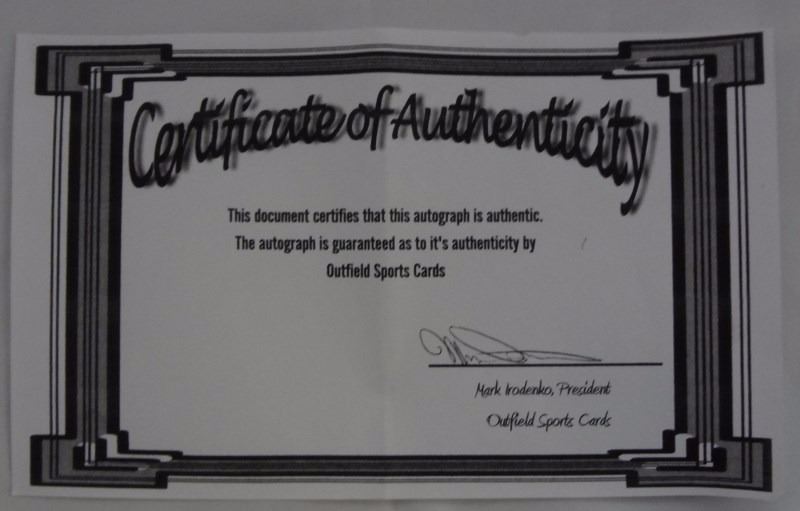 Certificate of Authenticity
This document certifies that this autograph is authentic.
The autograph is guaranteed as to it's authenticity by
Outfield Sports Cards
Mark Irodenko, President
Outfield Sports Cards